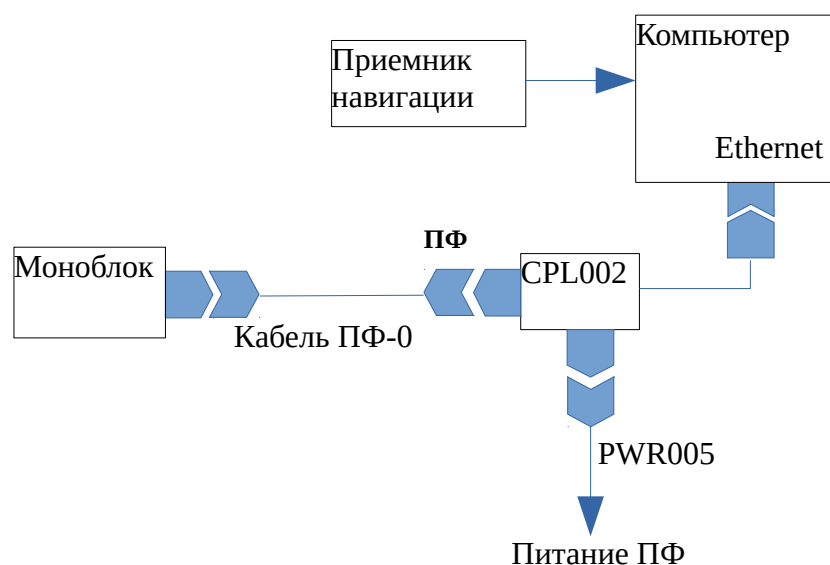 Компьютер
Приемник
навигации
Ethernet
ПФ
Моноблок
CPL002
Кабель ПФ-0
PWR005
Питание ПФ